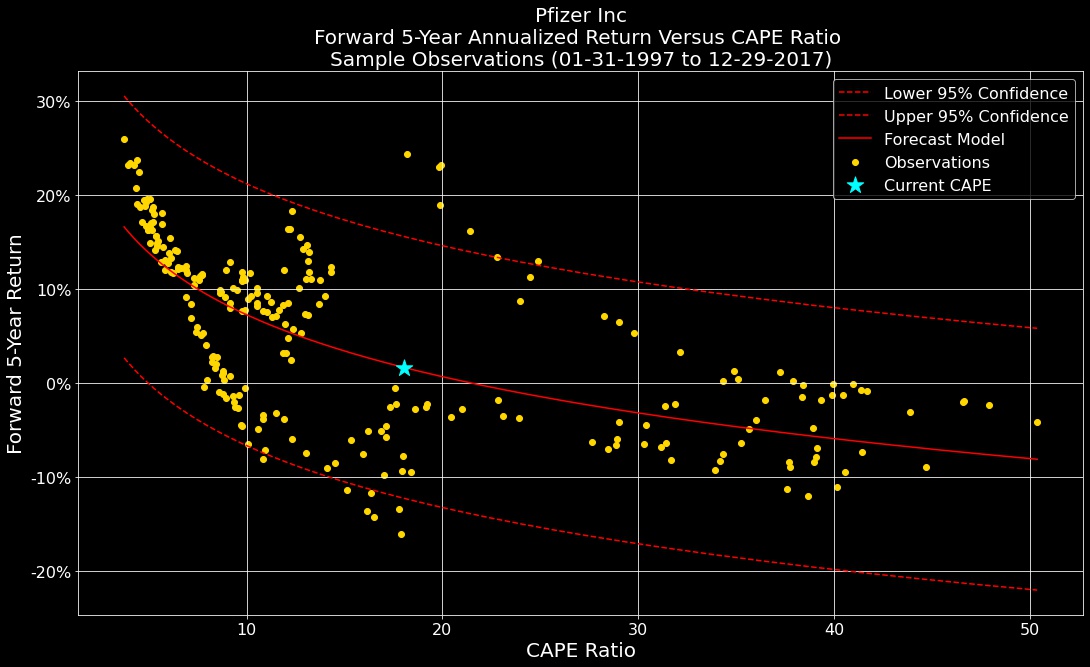 Pfizer Inc
Forward 5-Year Annualized Return Versus CAPE Ratio
Sample Observations (01-31-1997 to 12-29-2017)
Lower 95% Confidence
Upper 95% Confidence
Forecast Model
Observations
Current CAPE
Forward 5-Year Return
30%
20%
10%
0%
-10%
-20%
10
20
30
40
50
CAPE Ratio